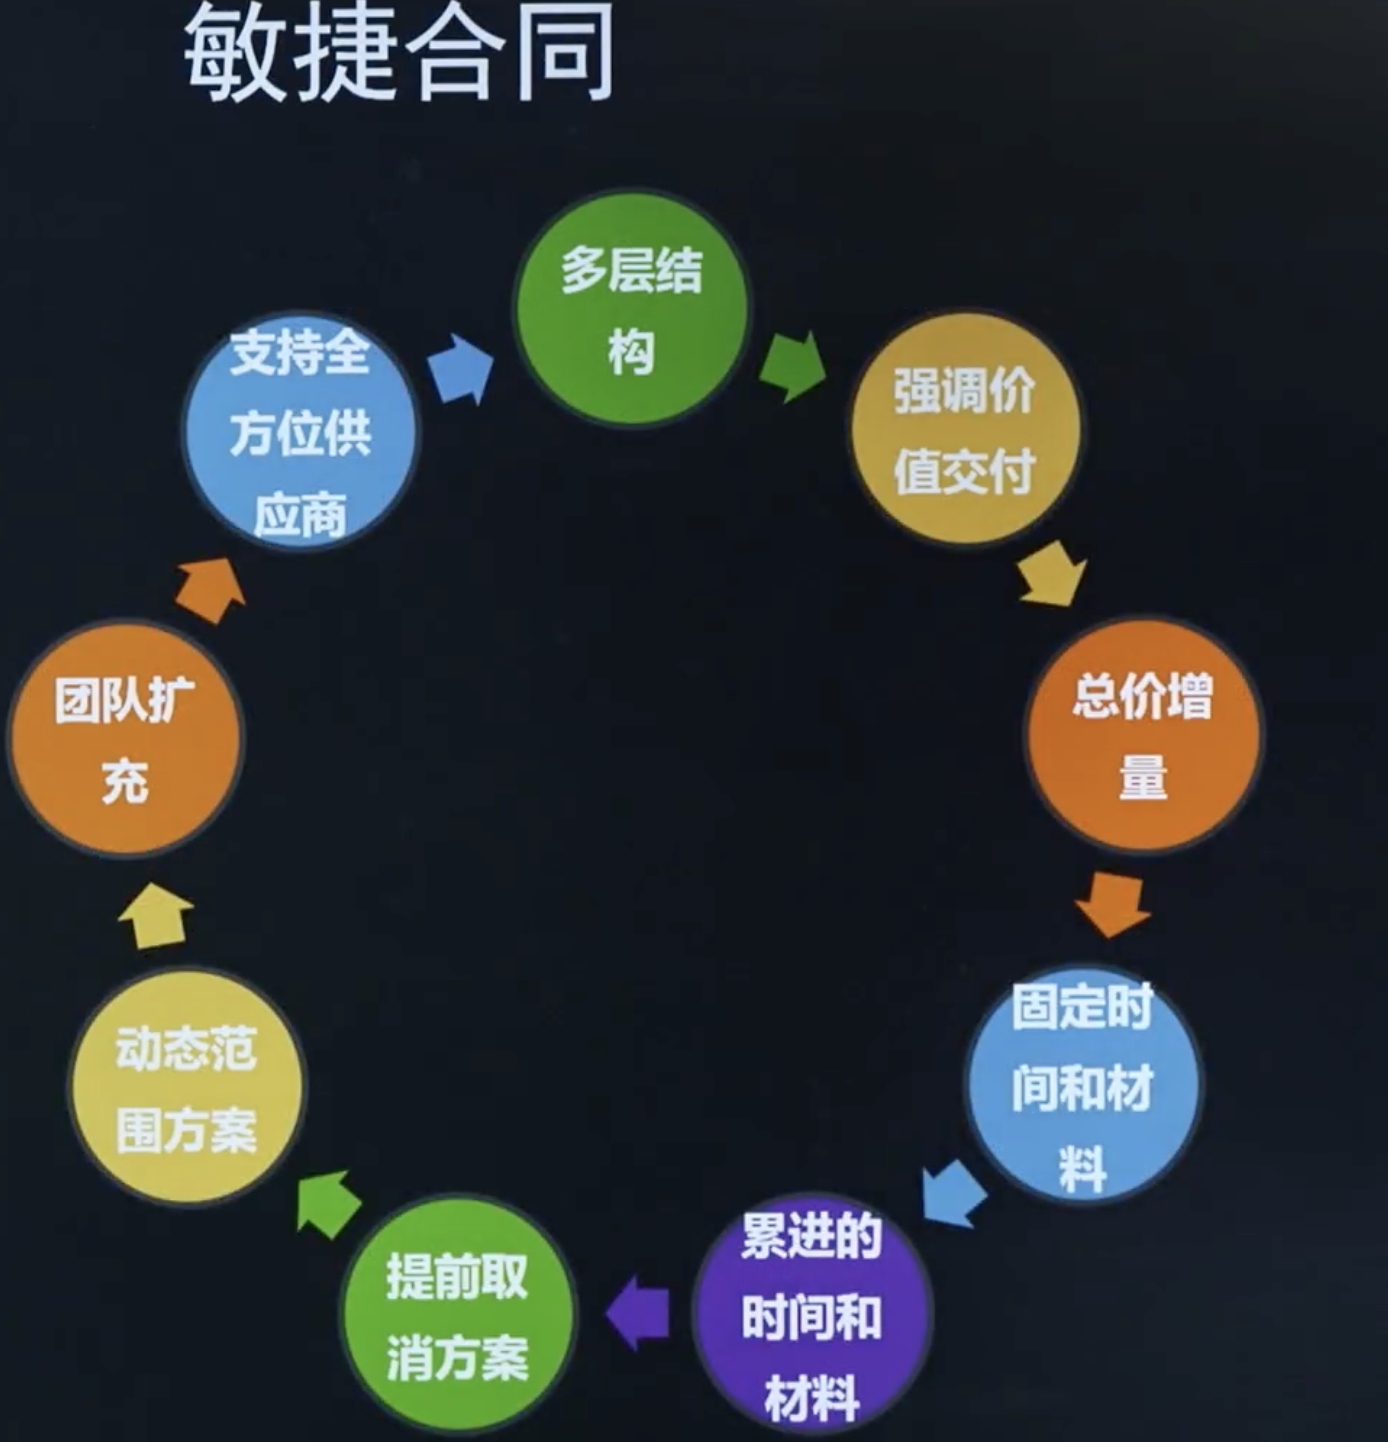 敏捷合同
多层结
构
强调价
值交付
总价增
量
固定时
间和材
料
累进的
时间和
材料
提前取
消方案
动态范
围方案
团队扩
充
支持全
方位供
应商